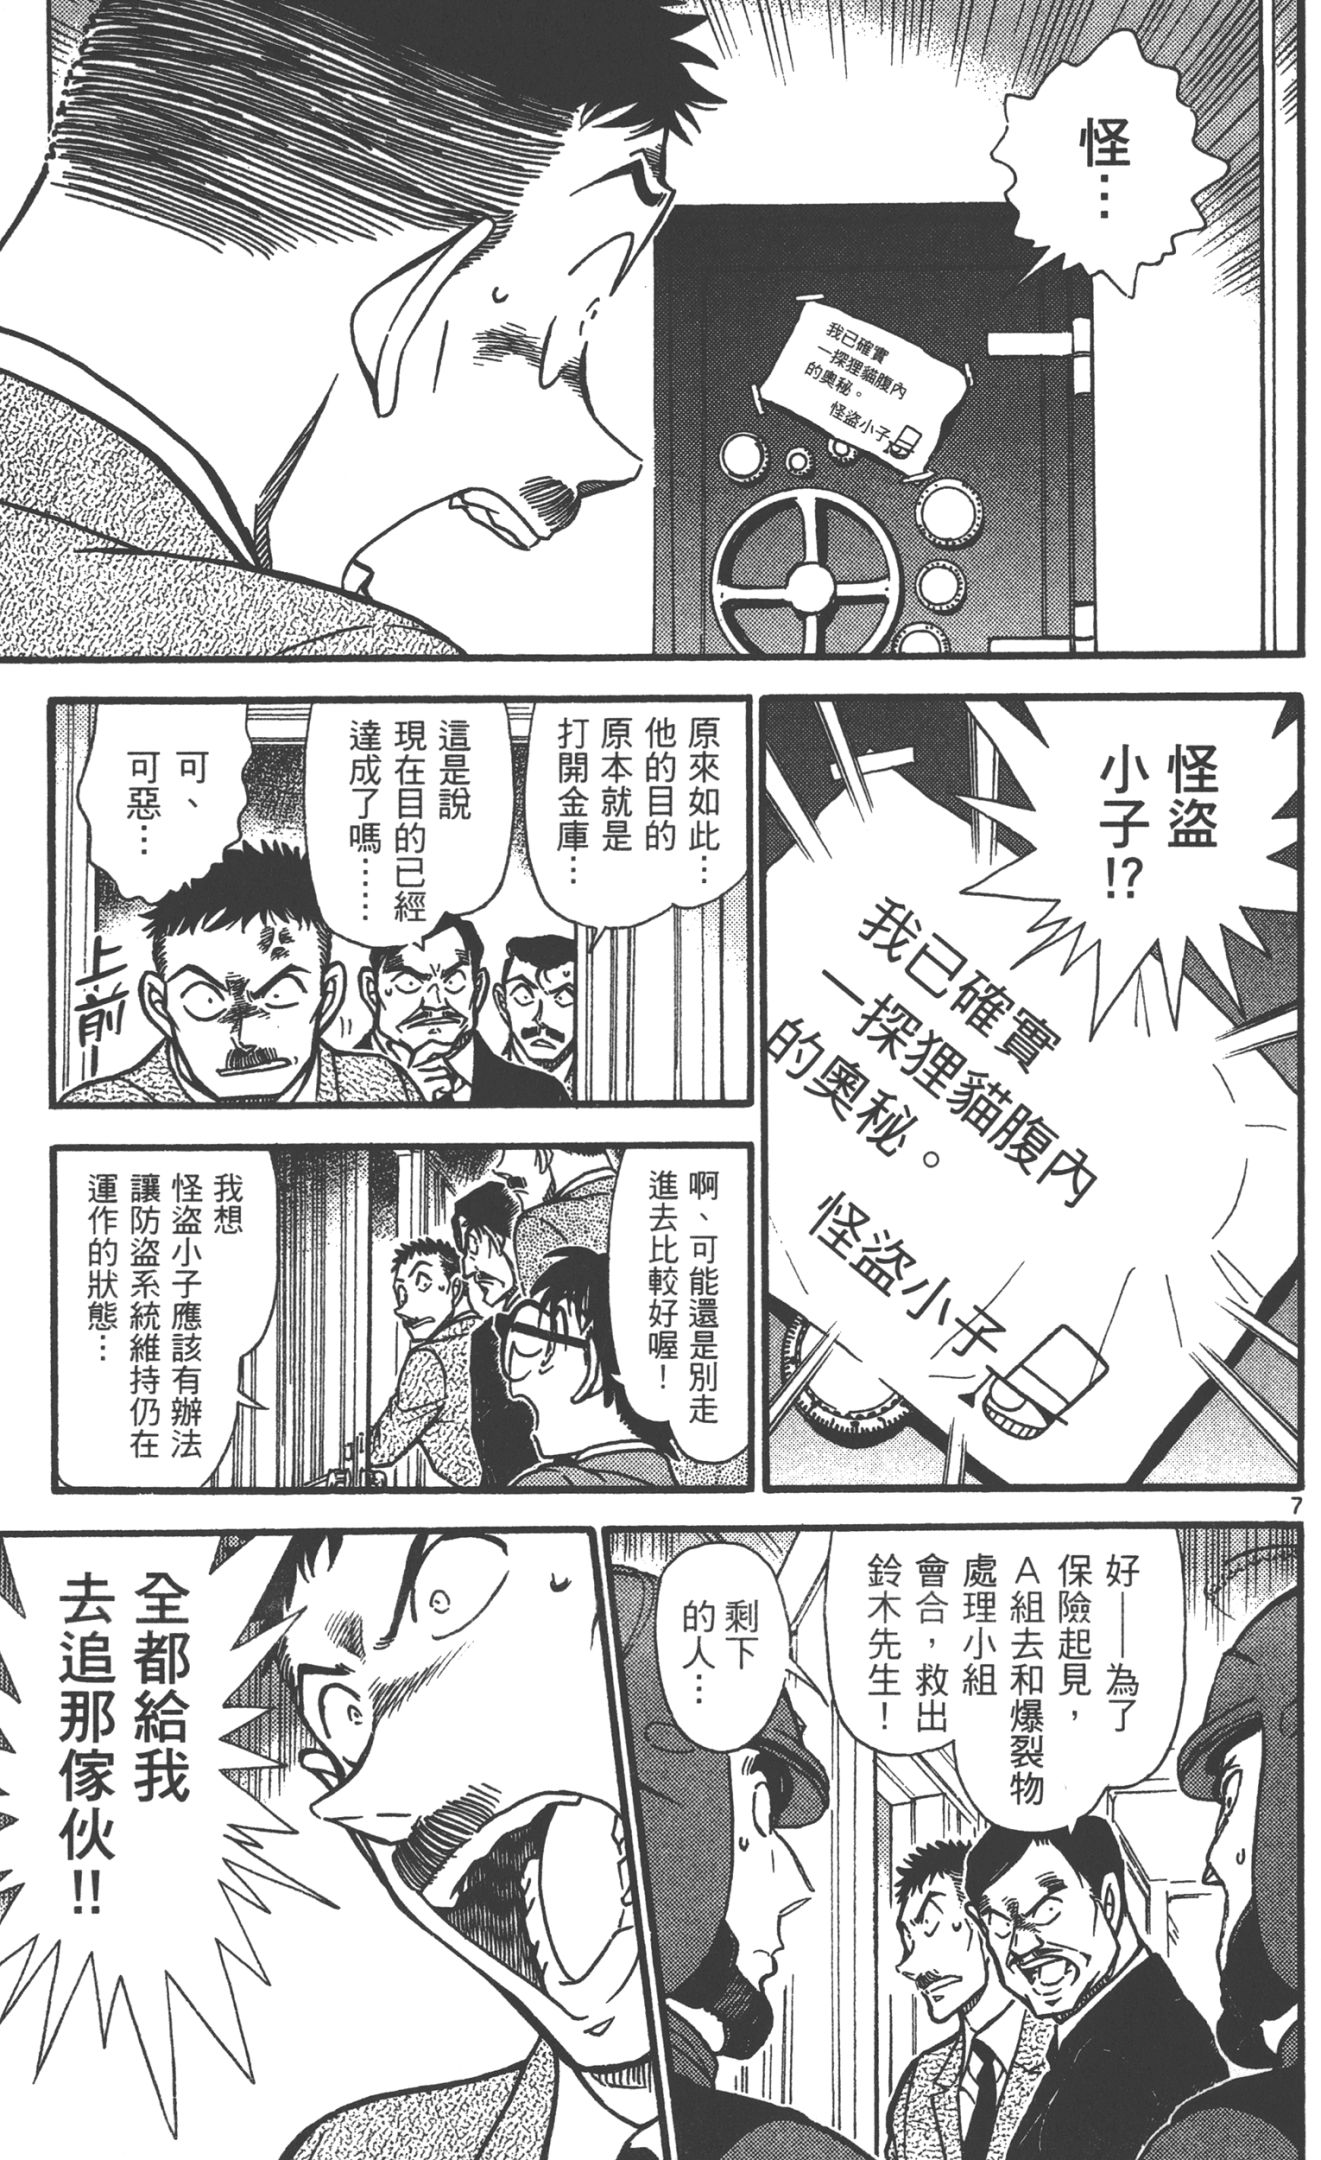 怪…
我已確實
一探狸貓腹內
的奧秘。
怪盜小子
怪盜
小子!?
我已確實
一探狸貓腹內
的奧秘。
怪盜小子
原來如此…
他的目的
原本就是
打開金庫…
這是說
現在目的已經
達成了嗎……
可、
可惡…
上前
啊、可能還是別走
進去比較好喔！
我想
怪盜小子應該有辦法
讓防盜系統維持仍在
運作的狀態…
7
好——為了
保險起見，
A組去和爆裂物
處理小組
會合，救出
鈴木先生！
剩下
的人…
全都給我
去追那傢伙!!